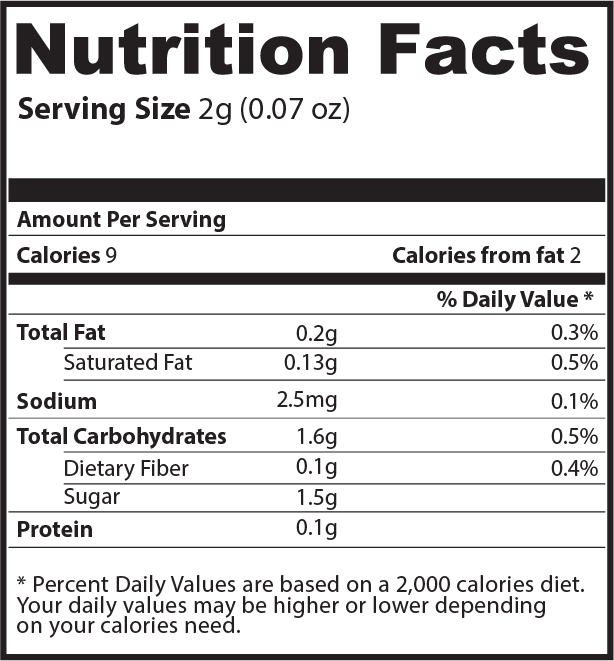 Nutrition Facts
Serving Size 2g (0.07 oz)
Amount Per Serving
Calories 9 Calories from fat 2
% Daily Value *
Total Fat 0.2g 0.3%
Saturated Fat 0.13g 0.5%
Sodium 2.5mg 0.1%
Total Carbohydrates 1.6g 0.5%
Dietary Fiber 0.1g 0.4%
Sugar 1.5g
Protein 0.1g
* Percent Daily Values are based on a 2,000 calories diet.
Your daily values may be higher or lower depending
on your calories need.